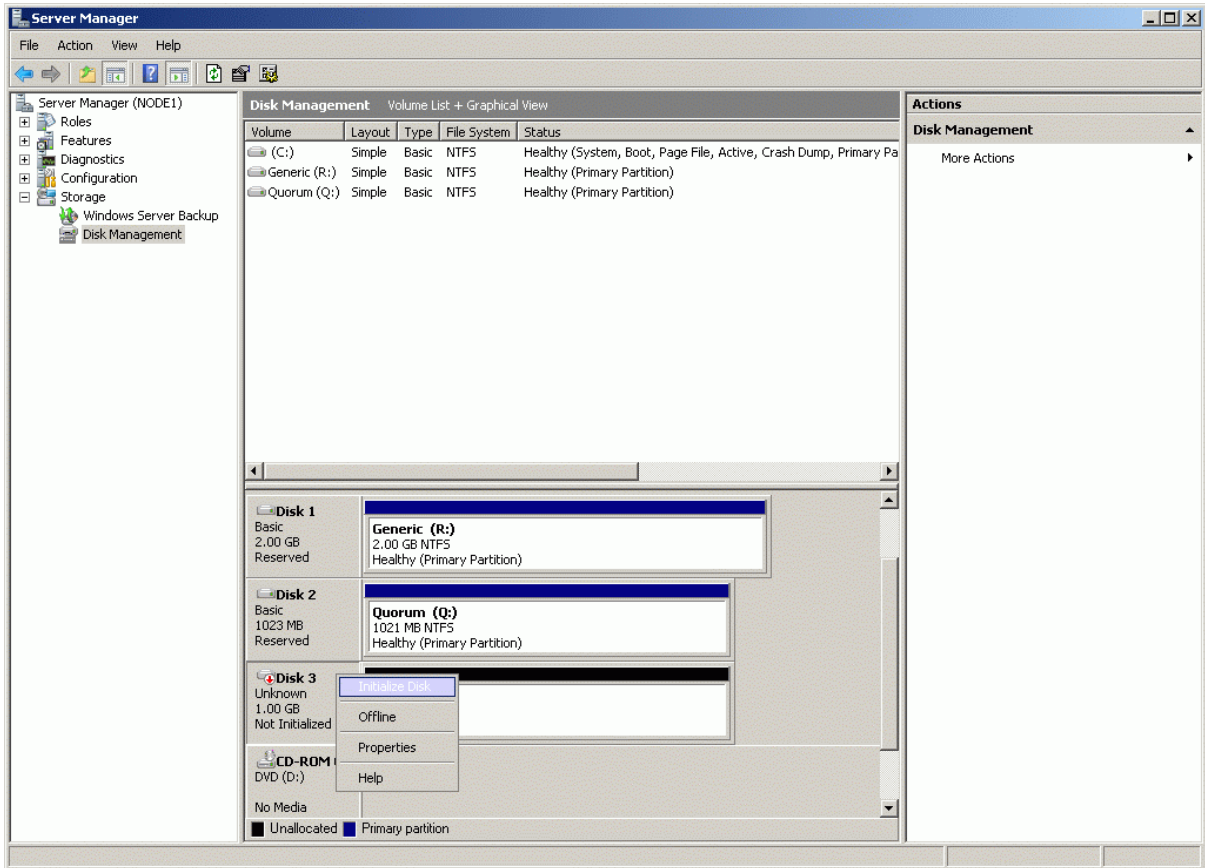 Server Manager
File Action View Help
Server Manager (NODE1)
Roles
Features
Diagnostics
Configuration
Storage
Windows Server Backup
Disk Management
Disk Management Volume List + Graphical View
Volume Layout Type File System Status
(C:) Simple Basic NTFS Healthy (System, Boot, Page File, Active, Crash Dump, Primary Pa
Generic (R:) Simple Basic NTFS Healthy (Primary Partition)
Quorum (Q:) Simple Basic NTFS Healthy (Primary Partition)
Disk 1
Basic
2.00 GB
Reserved
Generic (R:)
2.00 GB NTFS
Healthy (Primary Partition)
Disk 2
Basic
1023 MB
Reserved
Quorum (Q:)
1021 MB NTFS
Healthy (Primary Partition)
Disk 3
Unknown
1.00 GB
Not Initialized
Initialize Disk
Offline
Properties
Help
CD-ROM
DVD (D:)
No Media
Unallocated Primary partition
Actions
Disk Management
More Actions